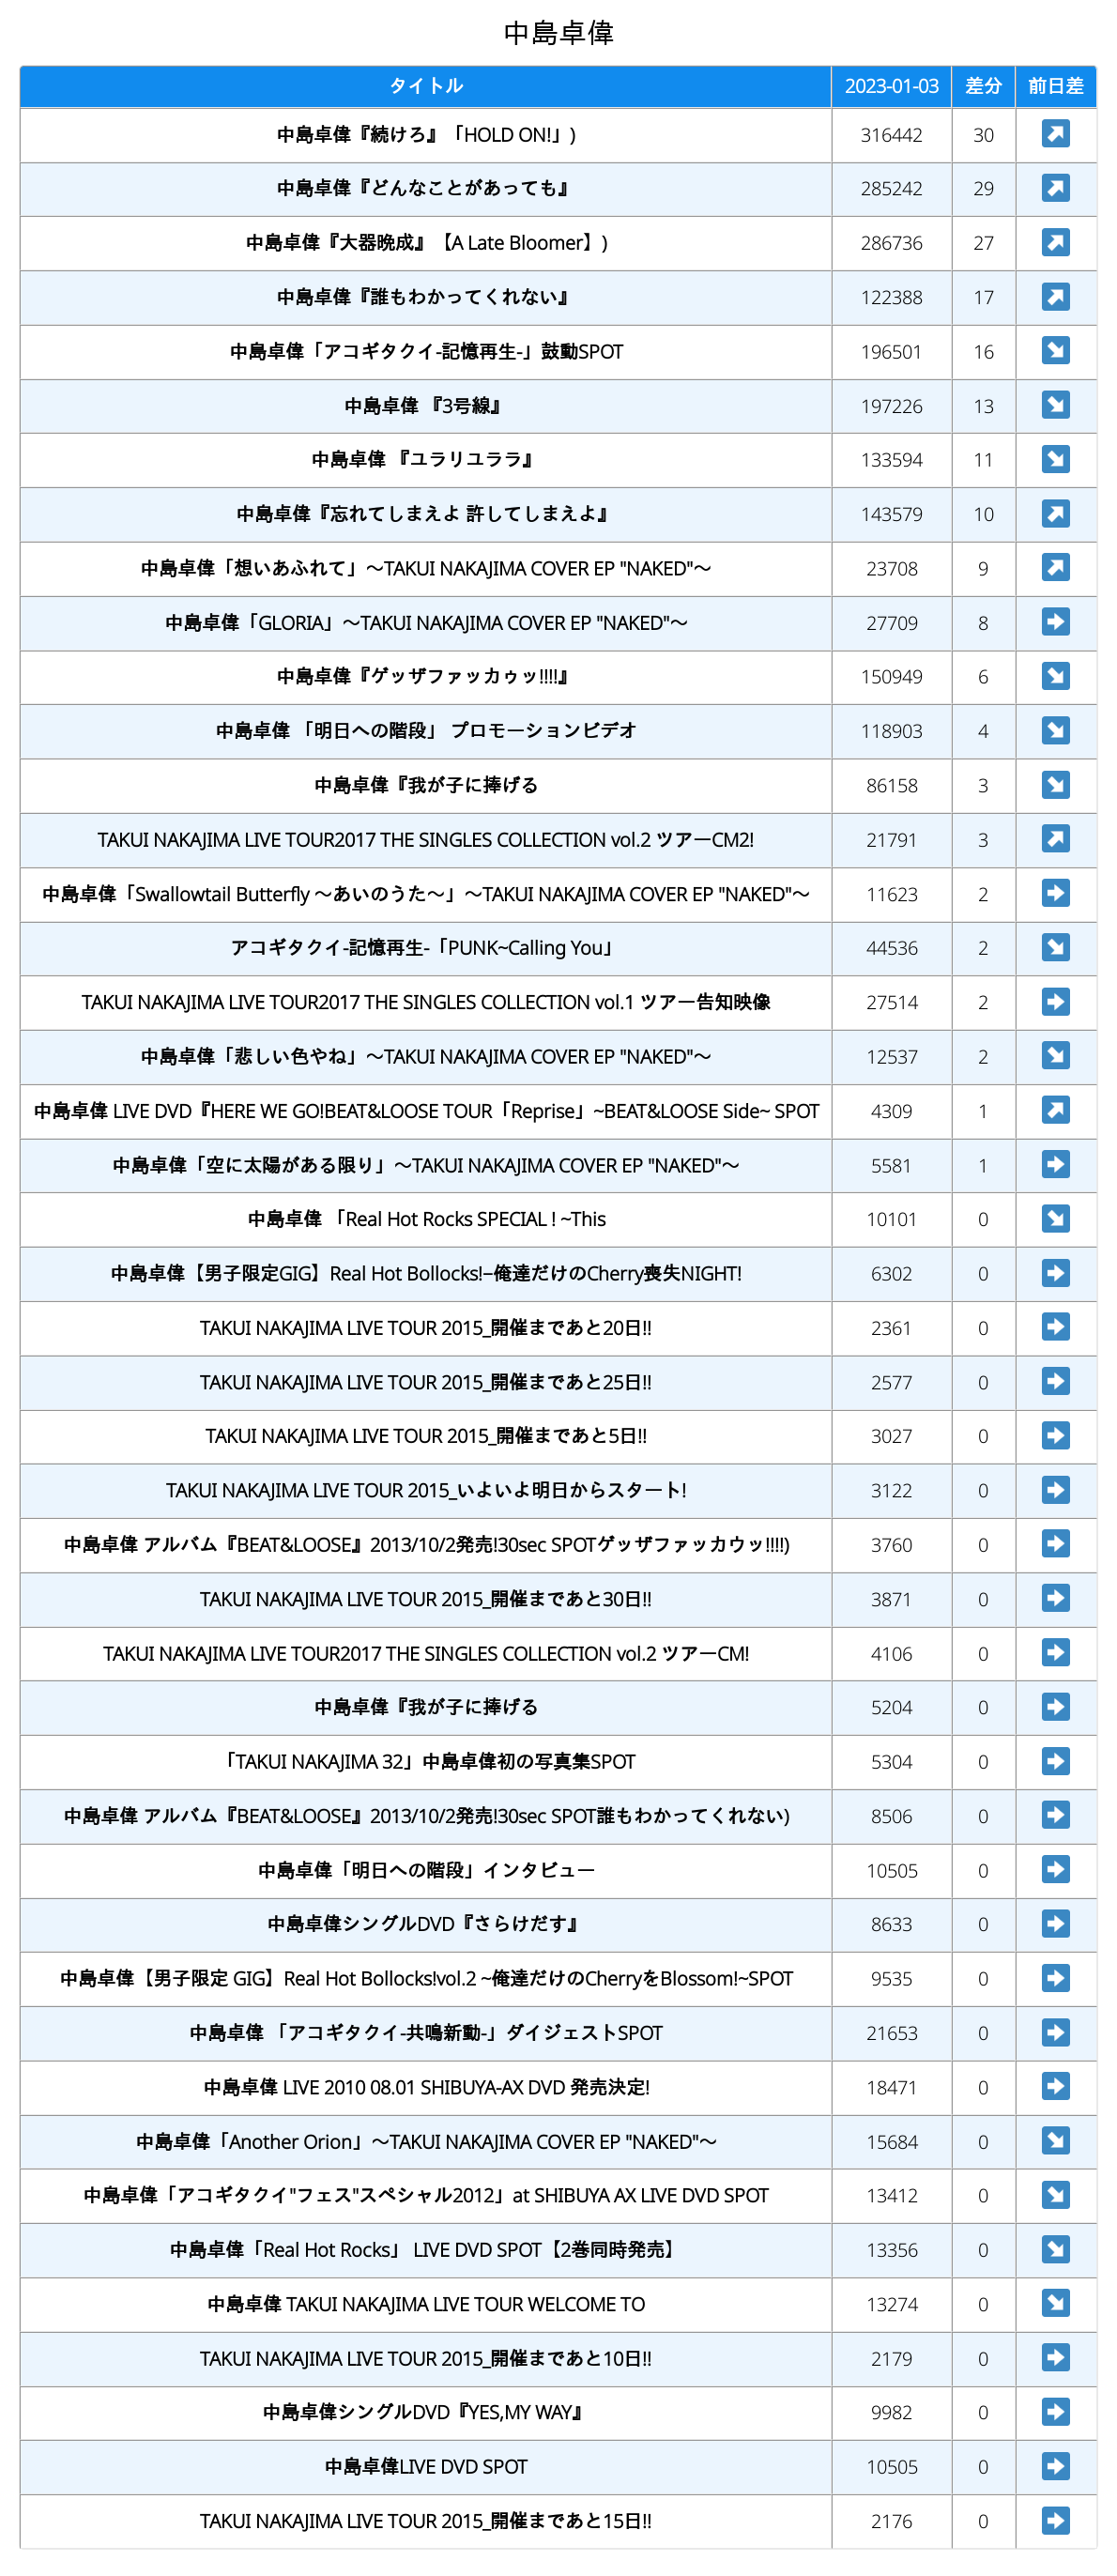 中島卓偉
タイトル 2023-01-03 差分 前日差
中島卓偉『続けろ』「HOLD ON!」) 316442 30 ↗
中島卓偉『どんなことがあっても』 285242 29 ↗
中島卓偉『大器晩成』【A Late Bloomer】) 286736 27 ↗
中島卓偉『誰もわかってくれない』 122388 17 ↗
中島卓偉「アコギタクイ-記憶再生-」鼓動SPOT 196501 16 ↘
中島卓偉 『3号線』 197226 13 ↘
中島卓偉 『ユラリユララ』 133594 11 ↘
中島卓偉『忘れてしまえよ 許してしまえよ』 143579 10 ↗
中島卓偉「想いあふれて」〜TAKUI NAKAJIMA COVER EP "NAKED"〜 23708 9 ↗
中島卓偉「GLORIA」〜TAKUI NAKAJIMA COVER EP "NAKED"〜 27709 8 ➡
中島卓偉『ゲッザファッカゥッ!!!!』 150949 6 ↘
中島卓偉 「明日への階段」 プロモーションビデオ 118903 4 ↘
中島卓偉『我が子に捧げる 86158 3 ↘
TAKUI NAKAJIMA LIVE TOUR2017 THE SINGLES COLLECTION vol.2 ツアーCM2! 21791 3 ↗
中島卓偉「Swallowtail Butterfly 〜あいのうた〜」〜TAKUI NAKAJIMA COVER EP "NAKED"〜 11623 2 ➡
アコギタクイ-記憶再生-「PUNK~Calling You」 44536 2 ↘
TAKUI NAKAJIMA LIVE TOUR2017 THE SINGLES COLLECTION vol.1 ツアー告知映像 27514 2 ➡
中島卓偉「悲しい色やね」〜TAKUI NAKAJIMA COVER EP "NAKED"〜 12537 2 ↘
中島卓偉 LIVE DVD『HERE WE GO!BEAT&LOOSE TOUR「Reprise」~BEAT&LOOSE Side~ SPOT 4309 1 ↗
中島卓偉「空に太陽がある限り」〜TAKUI NAKAJIMA COVER EP "NAKED"〜 5581 1 ➡
中島卓偉 「Real Hot Rocks SPECIAL ! ~This 10101 0 ↘
中島卓偉【男子限定GIG】Real Hot Bollocks!−俺達だけのCherry喪失NIGHT! 6302 0 ➡
TAKUI NAKAJIMA LIVE TOUR 2015_開催まであと20日!! 2361 0 ➡
TAKUI NAKAJIMA LIVE TOUR 2015_開催まであと25日!! 2577 0 ➡
TAKUI NAKAJIMA LIVE TOUR 2015_開催まであと5日!! 3027 0 ➡
TAKUI NAKAJIMA LIVE TOUR 2015_いよいよ明日からスタート! 3122 0 ➡
中島卓偉 アルバム『BEAT&LOOSE』2013/10/2発売!30sec SPOTゲッザファッカウッ!!!!) 3760 0 ➡
TAKUI NAKAJIMA LIVE TOUR 2015_開催まであと30日!! 3871 0 ➡
TAKUI NAKAJIMA LIVE TOUR2017 THE SINGLES COLLECTION vol.2 ツアーCM! 4106 0 ➡
中島卓偉『我が子に捧げる 5204 0 ➡
「TAKUI NAKAJIMA 32」中島卓偉初の写真集SPOT 5304 0 ➡
中島卓偉 アルバム『BEAT&LOOSE』2013/10/2発売!30sec SPOT誰もわかってくれない) 8506 0 ➡
中島卓偉「明日への階段」インタビュー 10505 0 ➡
中島卓偉シングルDVD『さらけだす』 8633 0 ➡
中島卓偉【男子限定 GIG】Real Hot Bollocks!vol.2 ~俺達だけのCherryをBlossom!~SPOT 9535 0 ➡
中島卓偉 「アコギタクイ-共鳴新動-」ダイジェストSPOT 21653 0 ➡
中島卓偉 LIVE 2010 08.01 SHIBUYA-AX DVD 発売決定! 18471 0 ➡
中島卓偉「Another Orion」〜TAKUI NAKAJIMA COVER EP "NAKED"〜 15684 0 ↘
中島卓偉「アコギタクイ"フェス"スペシャル2012」at SHIBUYA AX LIVE DVD SPOT 13412 0 ↘
中島卓偉「Real Hot Rocks」 LIVE DVD SPOT【2巻同時発売】 13356 0 ↘
中島卓偉 TAKUI NAKAJIMA LIVE TOUR WELCOME TO 13274 0 ↘
TAKUI NAKAJIMA LIVE TOUR 2015_開催まであと10日!! 2179 0 ➡
中島卓偉シングルDVD『YES,MY WAY』 9982 0 ➡
中島卓偉LIVE DVD SPOT 10505 0 ➡
TAKUI NAKAJIMA LIVE TOUR 2015_開催まであと15日!! 2176 0 ➡